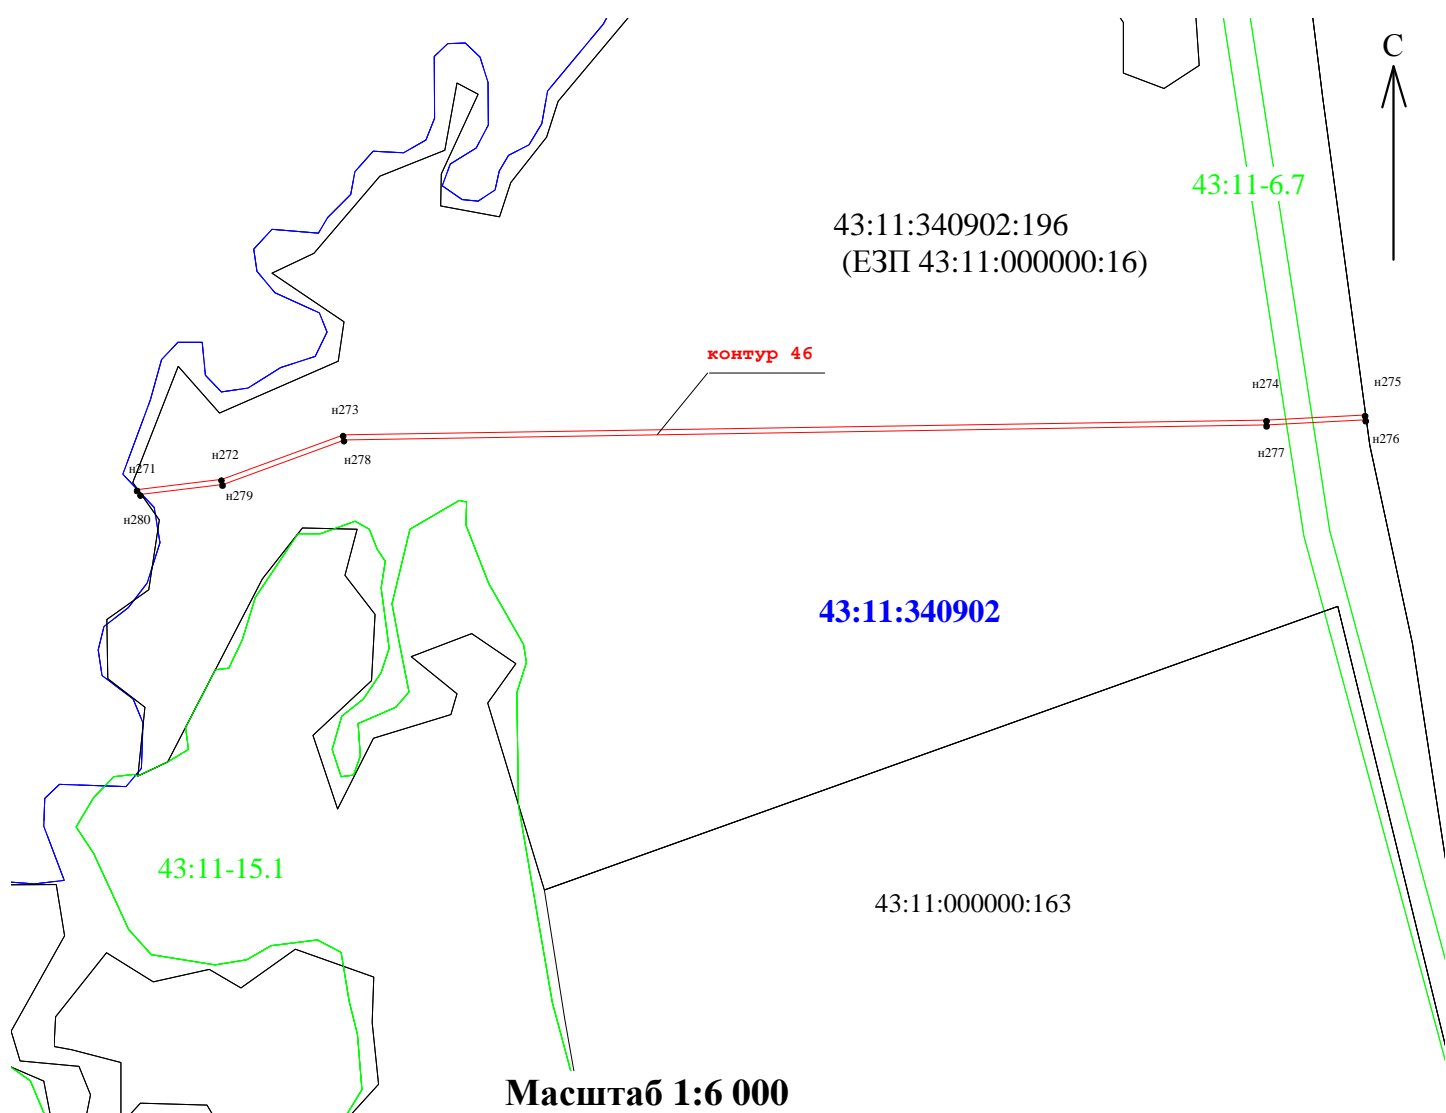 С
43:11-6.7
43:11:340902:196
(ЕЗП 43:11:000000:16)
контур 46
н274
н275
н273
н272
н278
н277
н276
н271
н279
н280
43:11:340902
43:11-15.1
43:11:000000:163
Масштаб 1:6 000